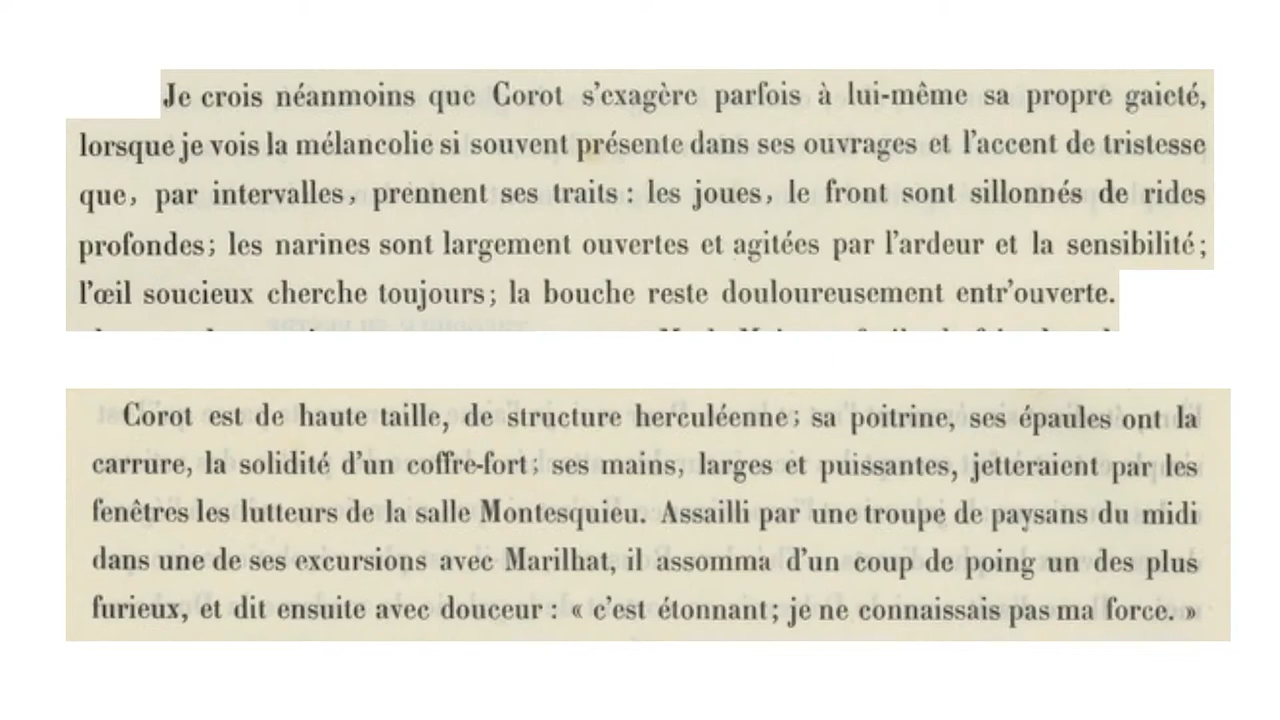 Je crois néanmoins que Corot s'exagère parfois à lui-même sa propre gaieté,
lorsque je vois la mélancolie si souvent présente dans ses ouvrages et l'accent de tristesse
que, par intervalles, prennent ses traits : les joues, le front sont sillonnés de rides
profondes; les narines sont largement ouvertes et agitées par l'ardeur et la sensibilité;
l'œil soucieux cherche toujours; la bouche reste douloureusement entr'ouverte.
Corot est de haute taille, de structure herculéenne; sa poitrine, ses épaules ont la
carrure, la solidité d'un coffre-fort; ses mains, larges et puissantes, jetteraient par les
fenêtres les lutteurs de la salle Montesquieu. Assailli par une troupe de paysans du midi
dans une de ses excursions avec Marilhat, il assomma d'un coup de poing un des plus
furieux, et dit ensuite avec douceur : « c'est étonnant; je ne connaissais pas ma force. »